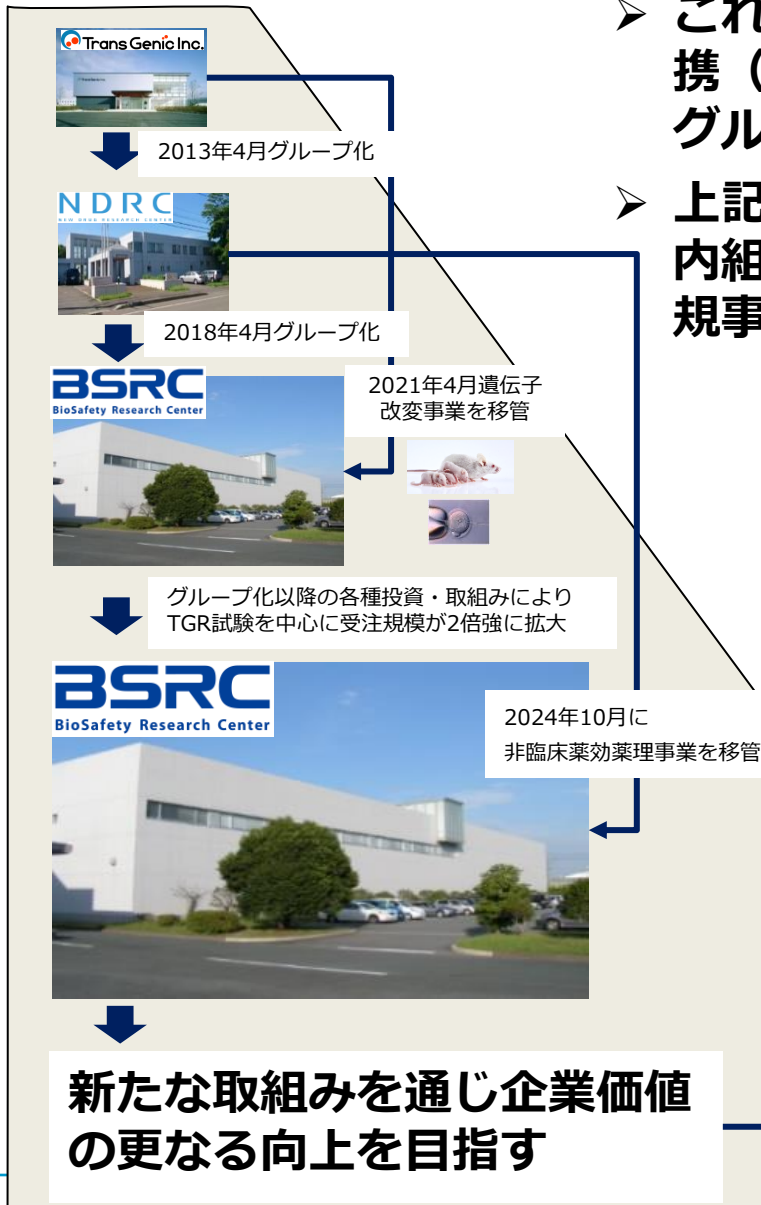 Trans Genic Inc.
2013年4月グループ化
NDRC
NEW DRUG RESEARCH CENTER
2018年4月グループ化
BSRC
BioSafety Research Center
2021年4月遺伝子
改変事業を移管
グループ化以降の各種投資・取組みにより
TGR試験を中心に受注規模が2倍強に拡大
BSRC
BioSafety Research Center
2024年10月に
非臨床薬効薬理事業を移管
新たな取組みを通じ企業価値
の更なる向上を目指す
➢ これ
携（
グル
➢ 上記
内組
規事